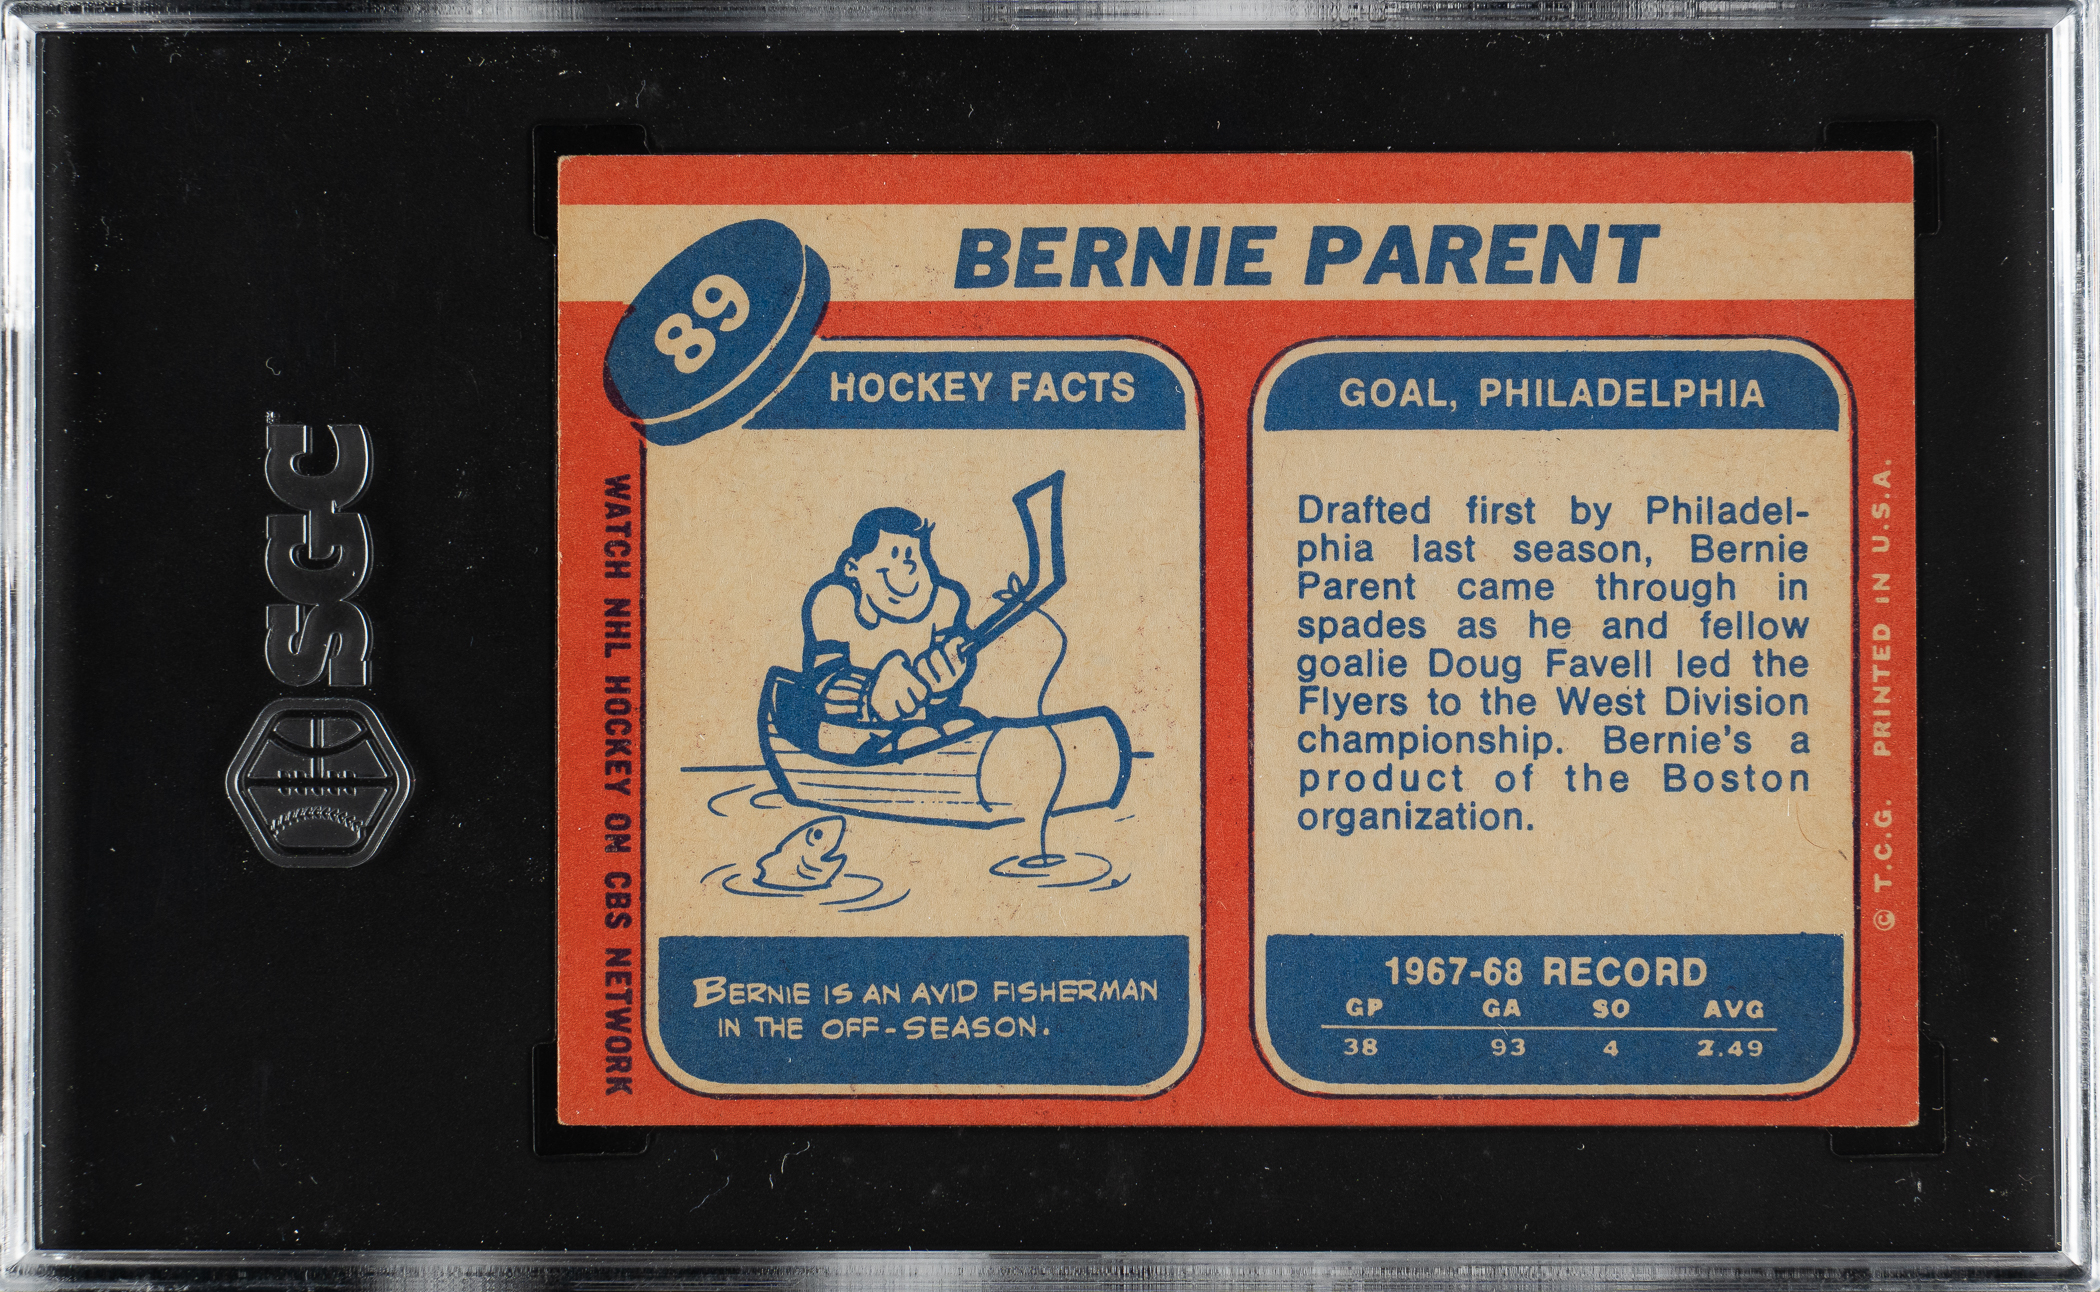 SGC
BERNIE PARENT
89
HOCKEY FACTS
BERNIE IS AN AVID FISHERMAN
IN THE OFF-SEASON.
WATCH NHL HOCKEY ON CBS NETWORK
GOAL, PHILADELPHIA
Drafted first by Philadel-
phia last season, Bernie
Parent came through in
spades as he and fellow
goalie Doug Favell led the
Flyers to the West Division
championship. Bernie's a
product of the Boston
organization.
1967-68 RECORD
GP GA SO AVG
38 93 4 2.49
© T.C.G. PRINTED IN U.S.A.